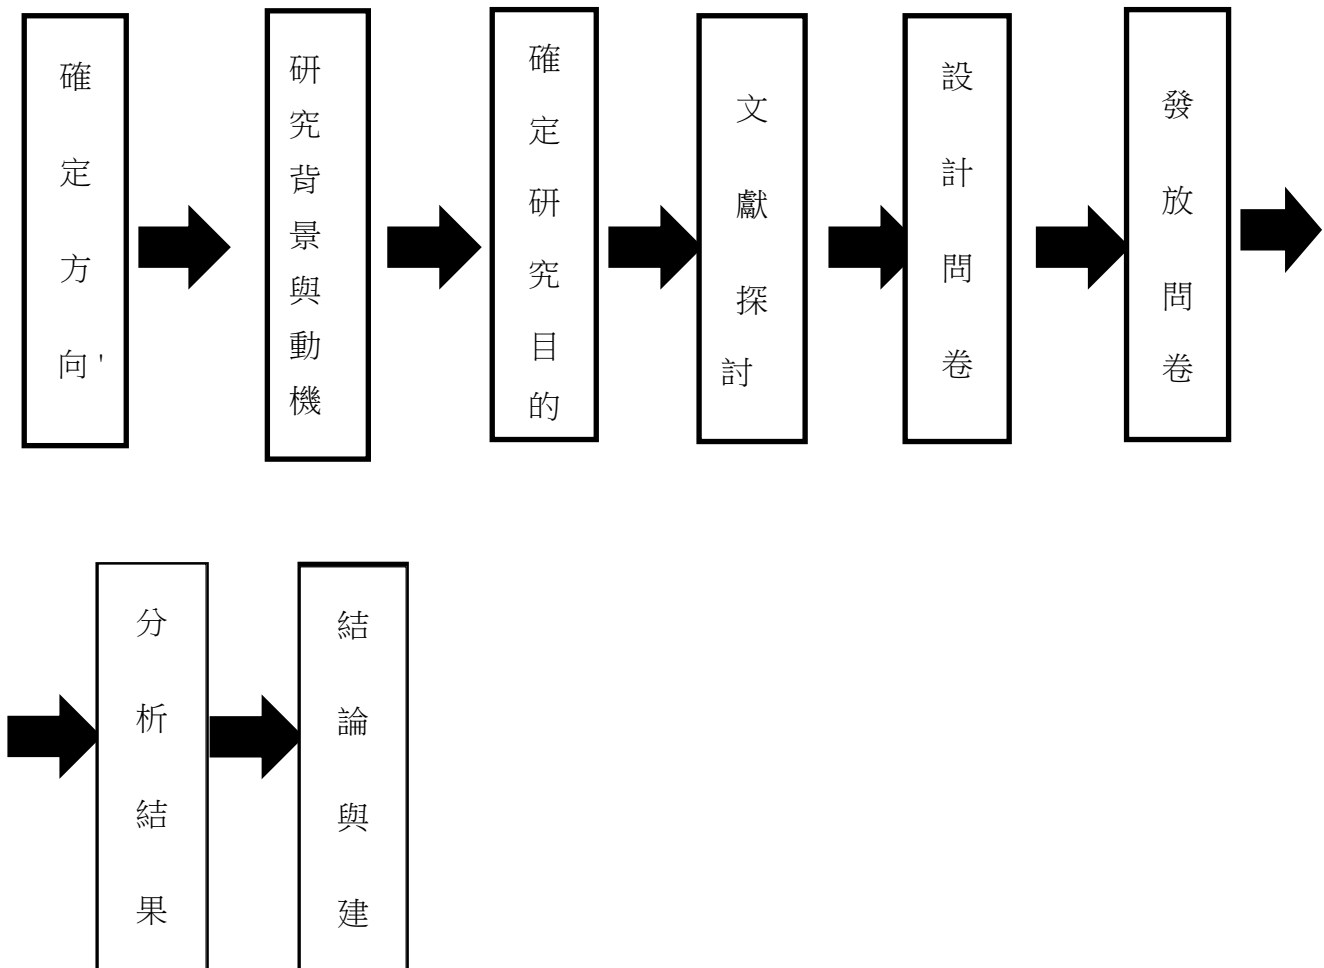 確定方向'
研究背景與動機
確定研究目的
文獻探討
設計問卷
發放問卷
分析結果
結論與建